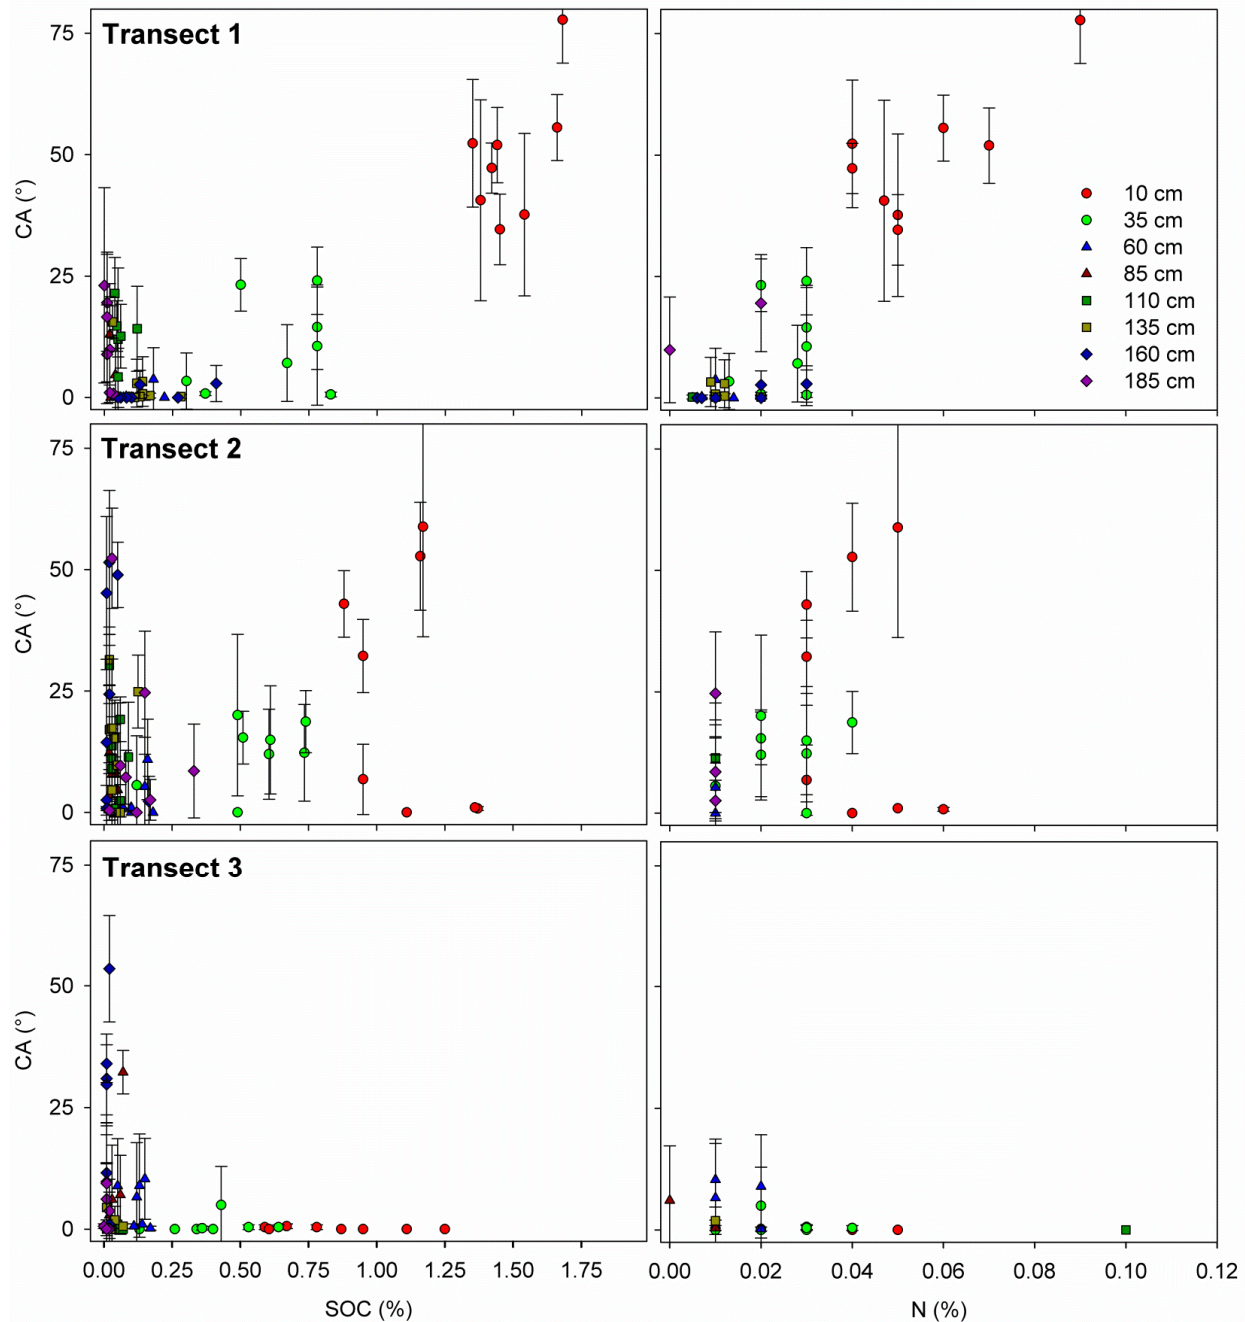 Transect 1
75
50
25
0
CA (°)
10 cm
35 cm
60 cm
85 cm
110 cm
135 cm
160 cm
185 cm
Transect 2
75
50
25
0
CA (°)
Transect 3
75
50
25
0
CA (°)
0.00 0.25 0.50 0.75 1.00 1.25 1.50 1.75
SOC (%)
0.00 0.02 0.04 0.06 0.08 0.10 0.12
N (%)